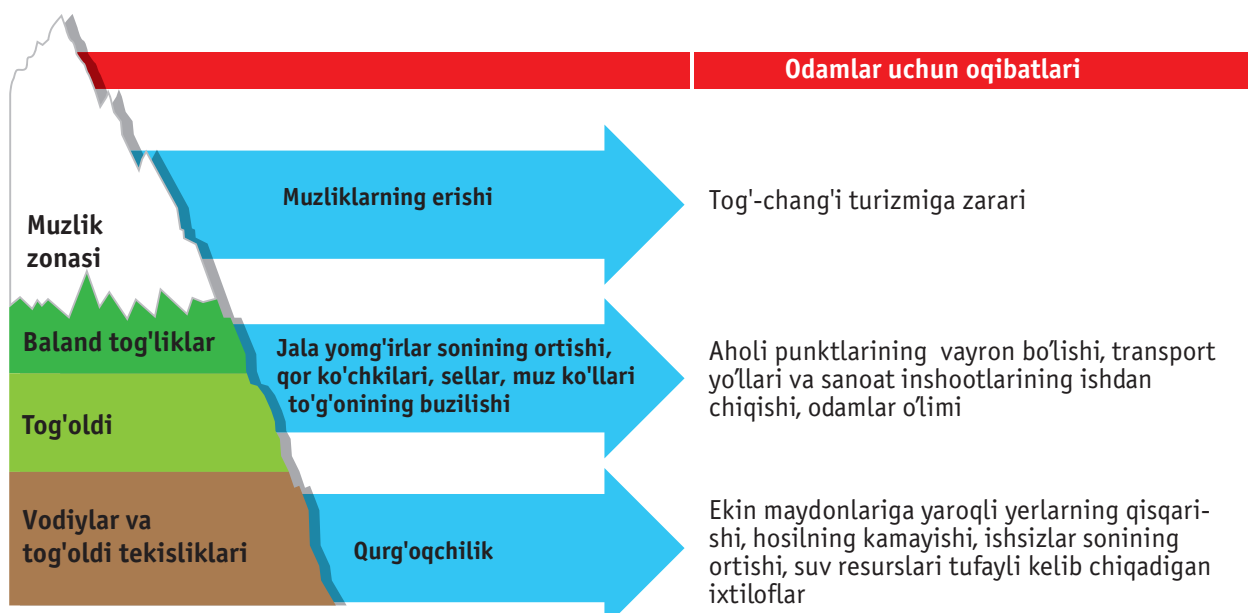 Odamlar uchun oqibatlari
Muzlik
zonasi
Muzliklarning erishi
Tog'-chang'i turizmiga zarari
Baland tog'liklar
Tog'oldi
Jala yomg'irlar sonining ortishi,
qor ko'chkilari, sellar, muz ko'llari
to'g'onining buzilishi
Aholi punktlarining vayron bo’lishi, transport
yo’llari va sanoat inshootlarining ishdan
chiqishi, odamlar o’limi
Vodiylar va
tog'oldi tekisliklari
Qurg'oqchilik
Ekin maydonlariga yaroqli yerlarning qisqari-
shi, hosilning kamayishi, ishsizlar sonining
ortishi, suv resurslari tufayli kelib chiqadigan
ixtiloflar